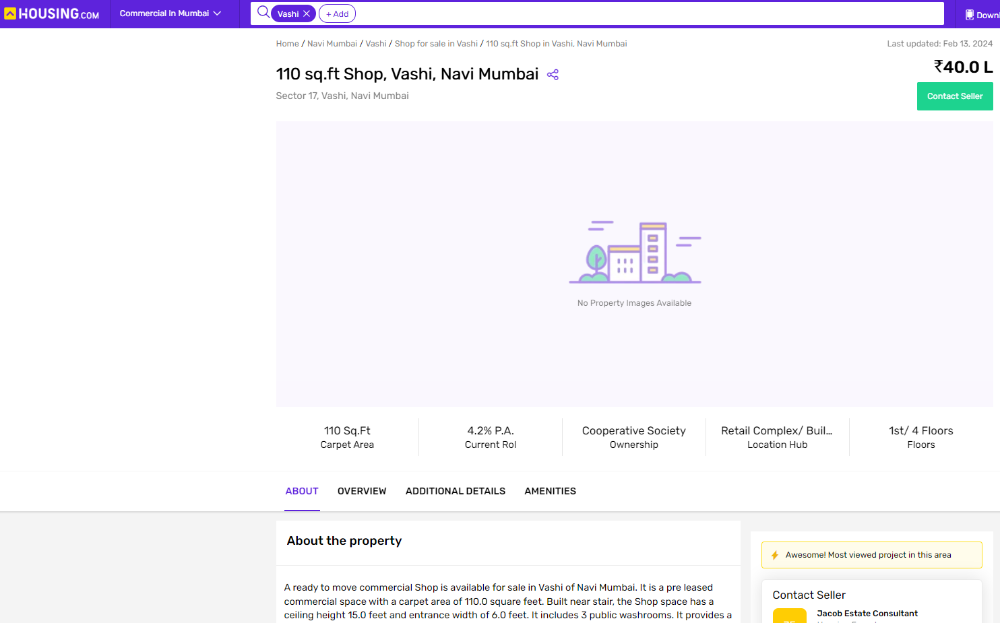 HOUSING.COM
Commercial In Mumbai
Vashi
+ Add
Home / Navi Mumbai / Vashi / Shop for sale in Vashi / 110 sq.ft Shop in Vashi, Navi Mumbai
Last updated: Feb 13, 2024
110 sq.ft Shop, Vashi, Navi Mumbai
₹40.0 L
Sector 17, Vashi, Navi Mumbai
Contact Seller
No Property Images Available
110 Sq.Ft
Carpet Area
4.2% P.A.
Current RoI
Cooperative Society
Ownership
Retail Complex/ Buil...
Location Hub
1st/ 4 Floors
Floors
ABOUT
OVERVIEW
ADDITIONAL DETAILS
AMENITIES
About the property
A ready to move commercial Shop is available for sale in Vashi of Navi Mumbai. It is a pre leased
commercial space with a carpet area of 110.0 square feet. Built near stair, the Shop space has a
ceiling height 15.0 feet and entrance width of 6.0 feet. It includes 3 public washrooms. It provides a
Awesome! Most viewed project in this area
Contact Seller
Jacob Estate Consultant